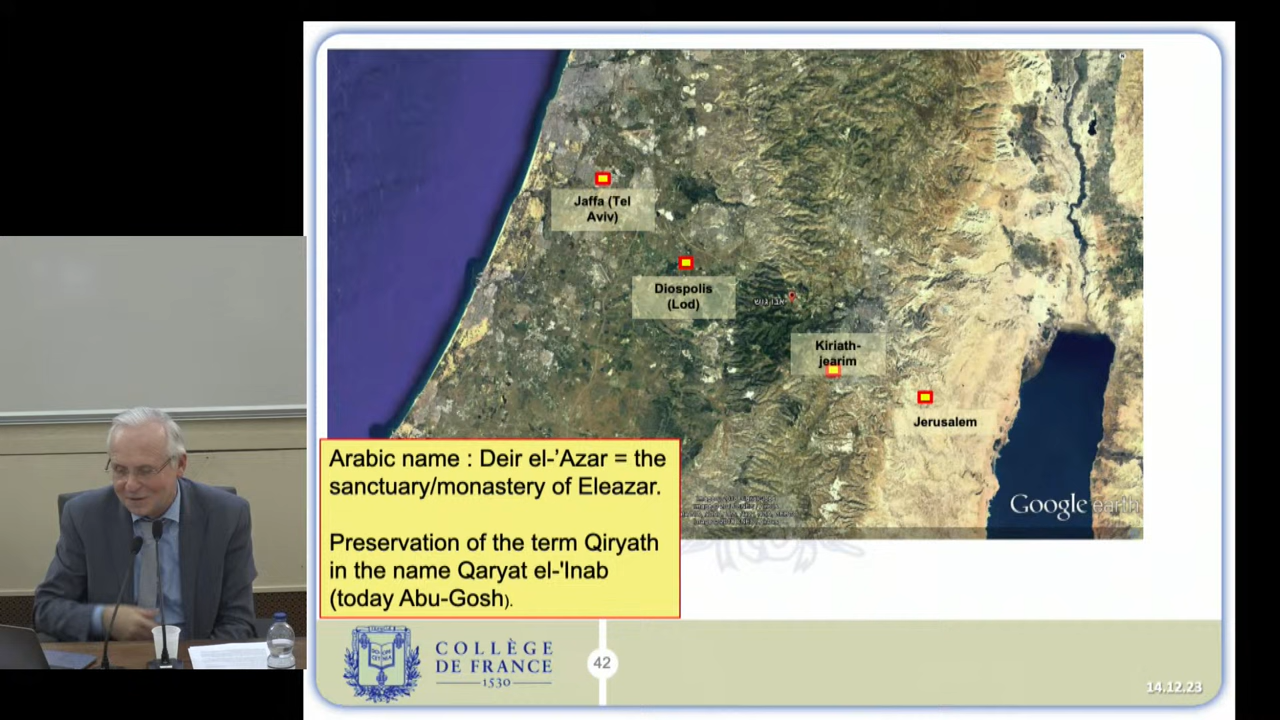 Jaffa (Tel
Aviv)
Diospolis
(Lod)
אבו גוש
Kiriath-
jearim
Jerusalem
Google earth
Arabic name : Deir el-’Azar = the
sanctuary/monastery of Eleazar.
Preservation of the term Qiryath
in the name Qaryat el-'Inab
(today Abu-Gosh).
COLLÈGE
DE FRANCE
1530
42
14.12.23